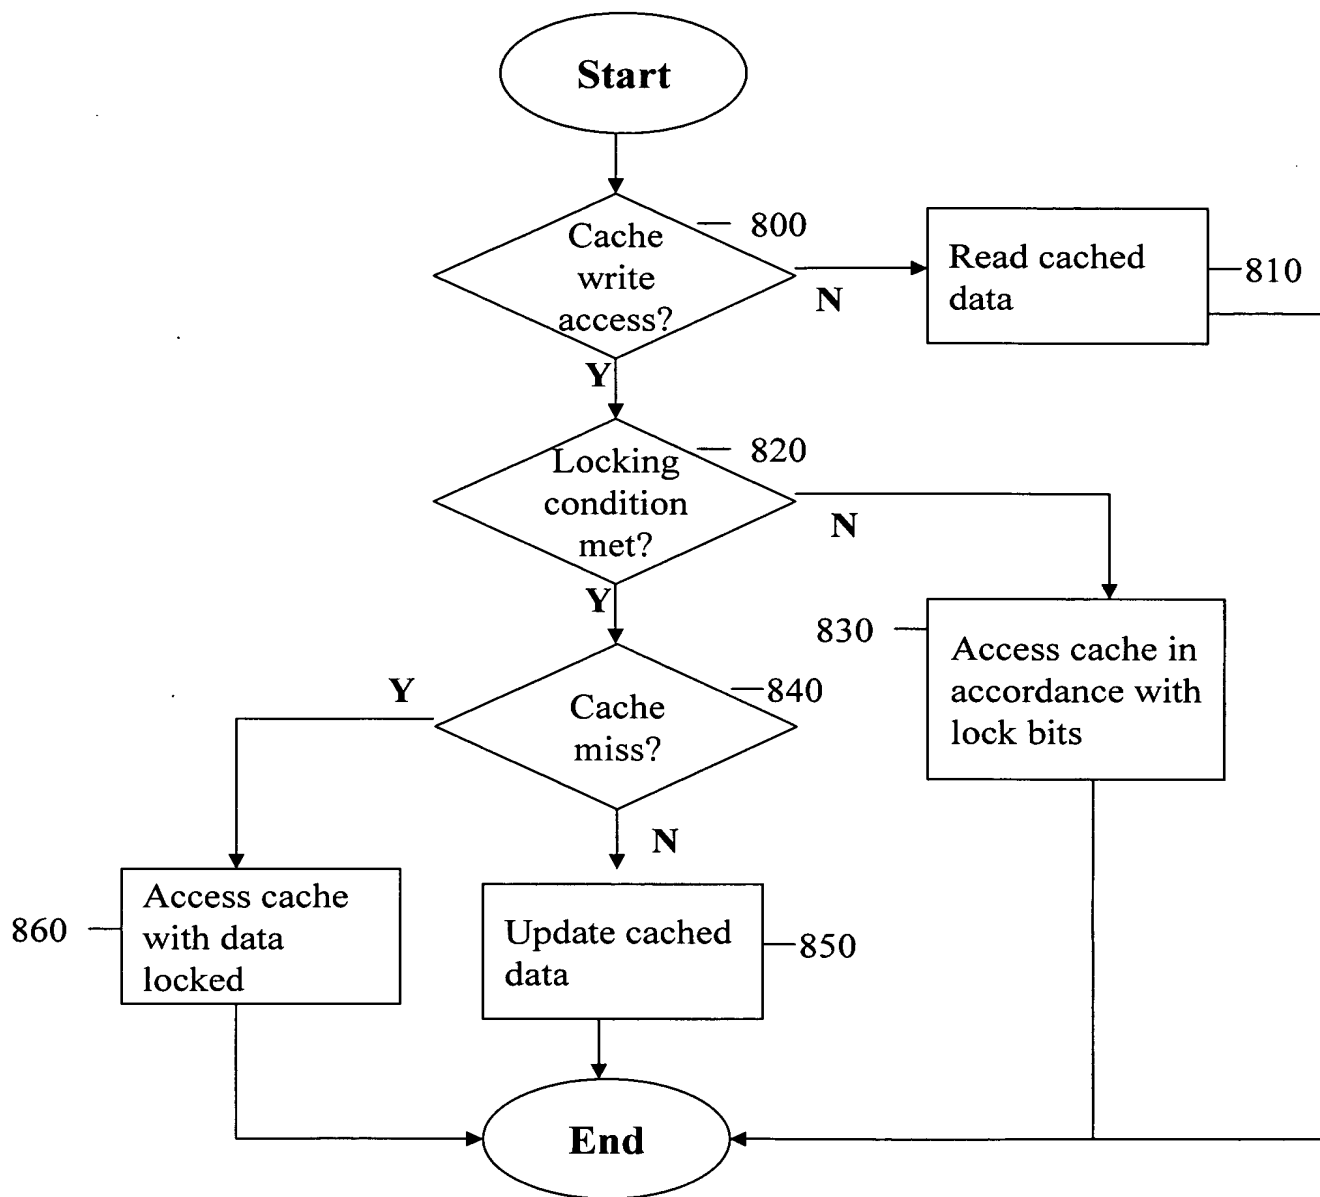 Start
800
Cache
write
access?
N
Read cached
data
810
Y
820
Locking
condition
met?
N
Y
830
Access cache in
accordance with
lock bits
Y
840
Cache
miss?
N
860
Access cache
with data
locked
Update cached
data
850
End